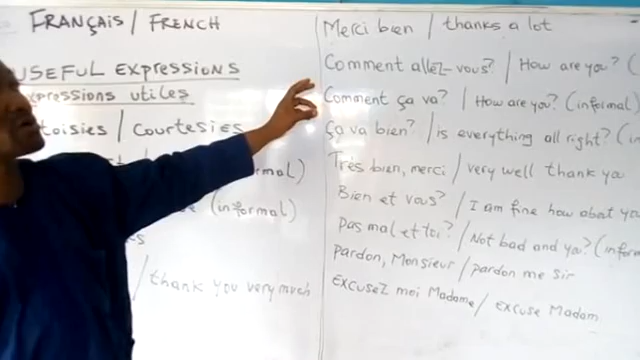 FRANÇAIS / FRENCH
USEFUL EXPRESSIONS
expressions utiles
toisies / COURTESIES
(informal)
/thank you very much
Merci bien / thanks a lot
Comment allez-vous? / How are you? (
Comment ça va? / How are you? (informal)
ça va bien? / is everything all right? (
Très bien, merci / very well thank you
Bien et vous? / I am fine how about you
Pas mal et toi? / Not bad and you? (inform
Pardon, Monsieur / pardon me sir
Excusez moi Madame / excuse Madam